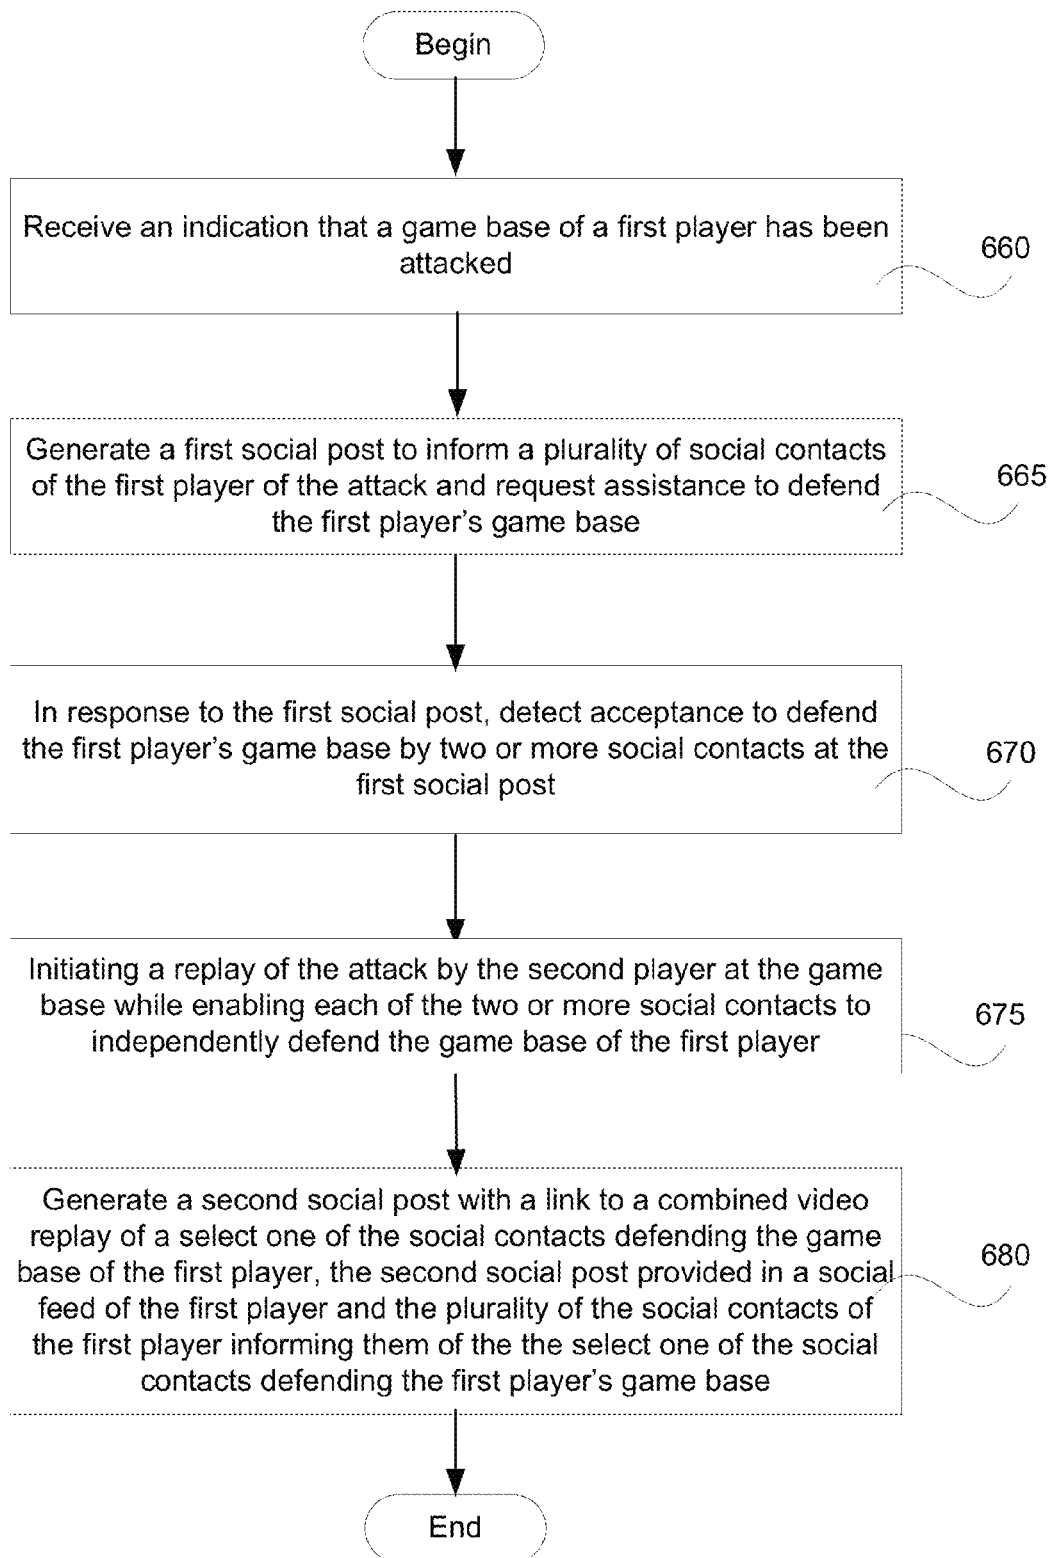 Begin
Receive an indication that a game base of a first player has been
attacked
660
Generate a first social post to inform a plurality of social contacts
of the first player of the attack and request assistance to defend
the first player's game base
665
In response to the first social post, detect acceptance to defend
the first player's game base by two or more social contacts at the
first social post
670
Initiating a replay of the attack by the second player at the game
base while enabling each of the two or more social contacts to
independently defend the game base of the first player
675
Generate a second social post with a link to a combined video
replay of a select one of the social contacts defending the game
base of the first player, the second social post provided in a social
feed of the first player and the plurality of the social contacts of
the first player informing them of the the select one of the social
contacts defending the first player's game base
680
End